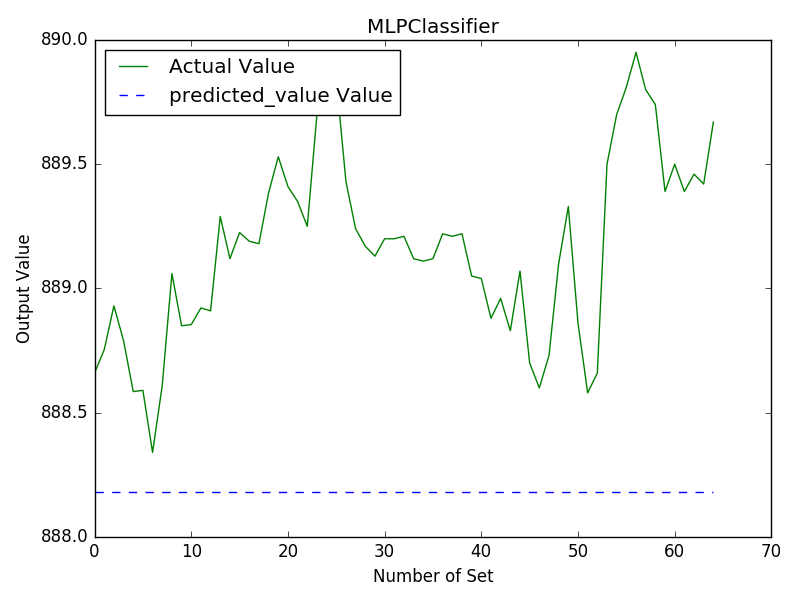 MLPClassifier
890.0
889.5
889.0
888.5
888.0
Output Value
Actual Value
predicted_value Value
0 10 20 30 40 50 60 70
Number of Set